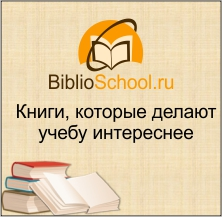 BiblioSchool.ru
Книги, которые делают
учебу интереснее